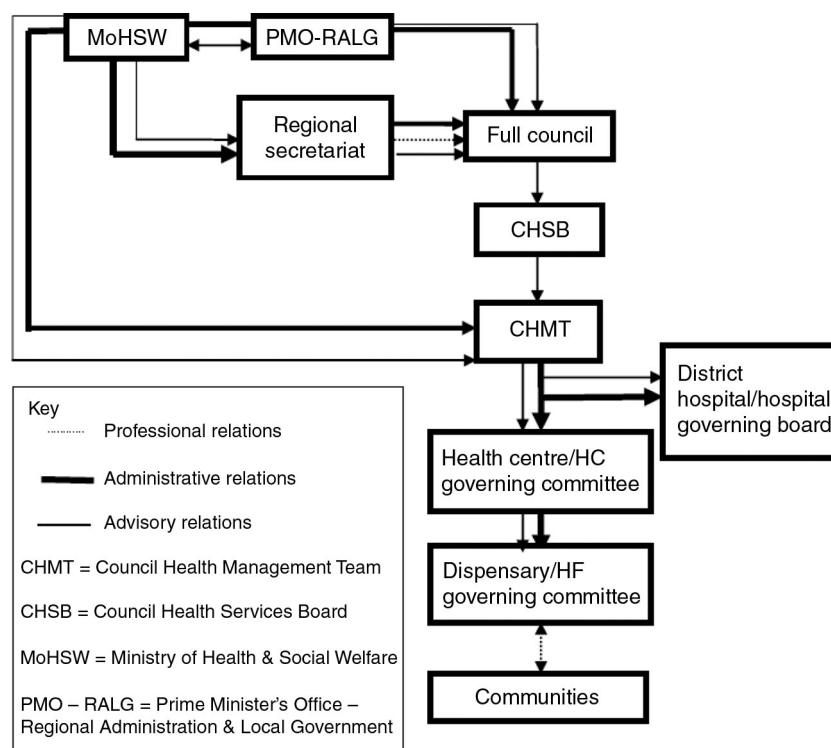 MoHSW
PMO-RALG
Regional
secretariat
Full council
CHSB
CHMT
District
hospital/hospital
governing board
Health centre/HC
governing committee
Dispensary/HF
governing committee
Communities
Key
Professional relations
Administrative relations
Advisory relations
CHMT = Council Health Management Team
CHSB = Council Health Services Board
MoHSW = Ministry of Health & Social Welfare
PMO – RALG = Prime Minister's Office –
Regional Administration & Local Government